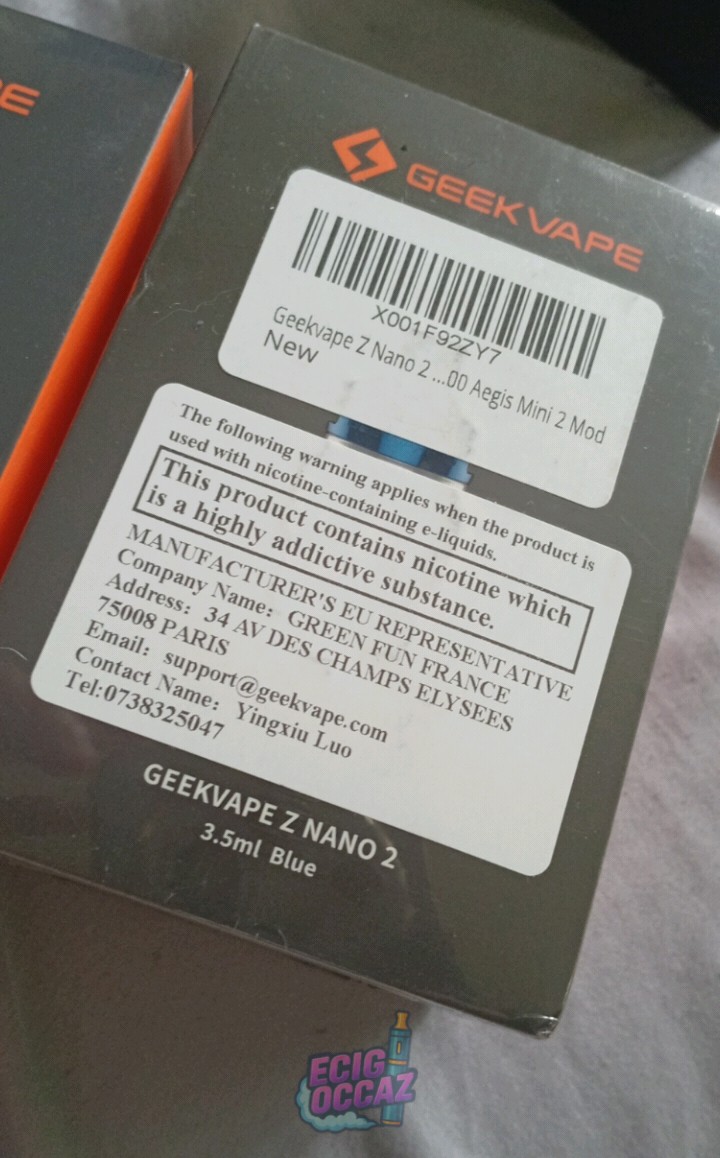 E
GEEKVAPE
X001F92ZY7
Geekvape Z Nano 2 ...00 Aegis Mini 2 Mod
New
The following warning applies when the product is
used with nicotine-containing e-liquids.
This product contains nicotine which
is a highly addictive substance.
MANUFACTURER'S EU REPRESENTATIVE
Company Name: GREEN FUN FRANCE
Address: 34 AV DES CHAMPS ELYSEES
75008 PARIS
Email: support@geekvape.com
Contact Name: Yingxiu Luo
Tel:0738325047
GEEKVAPE Z NANO 2
3.5ml Blue
ECIG
OCCAZ